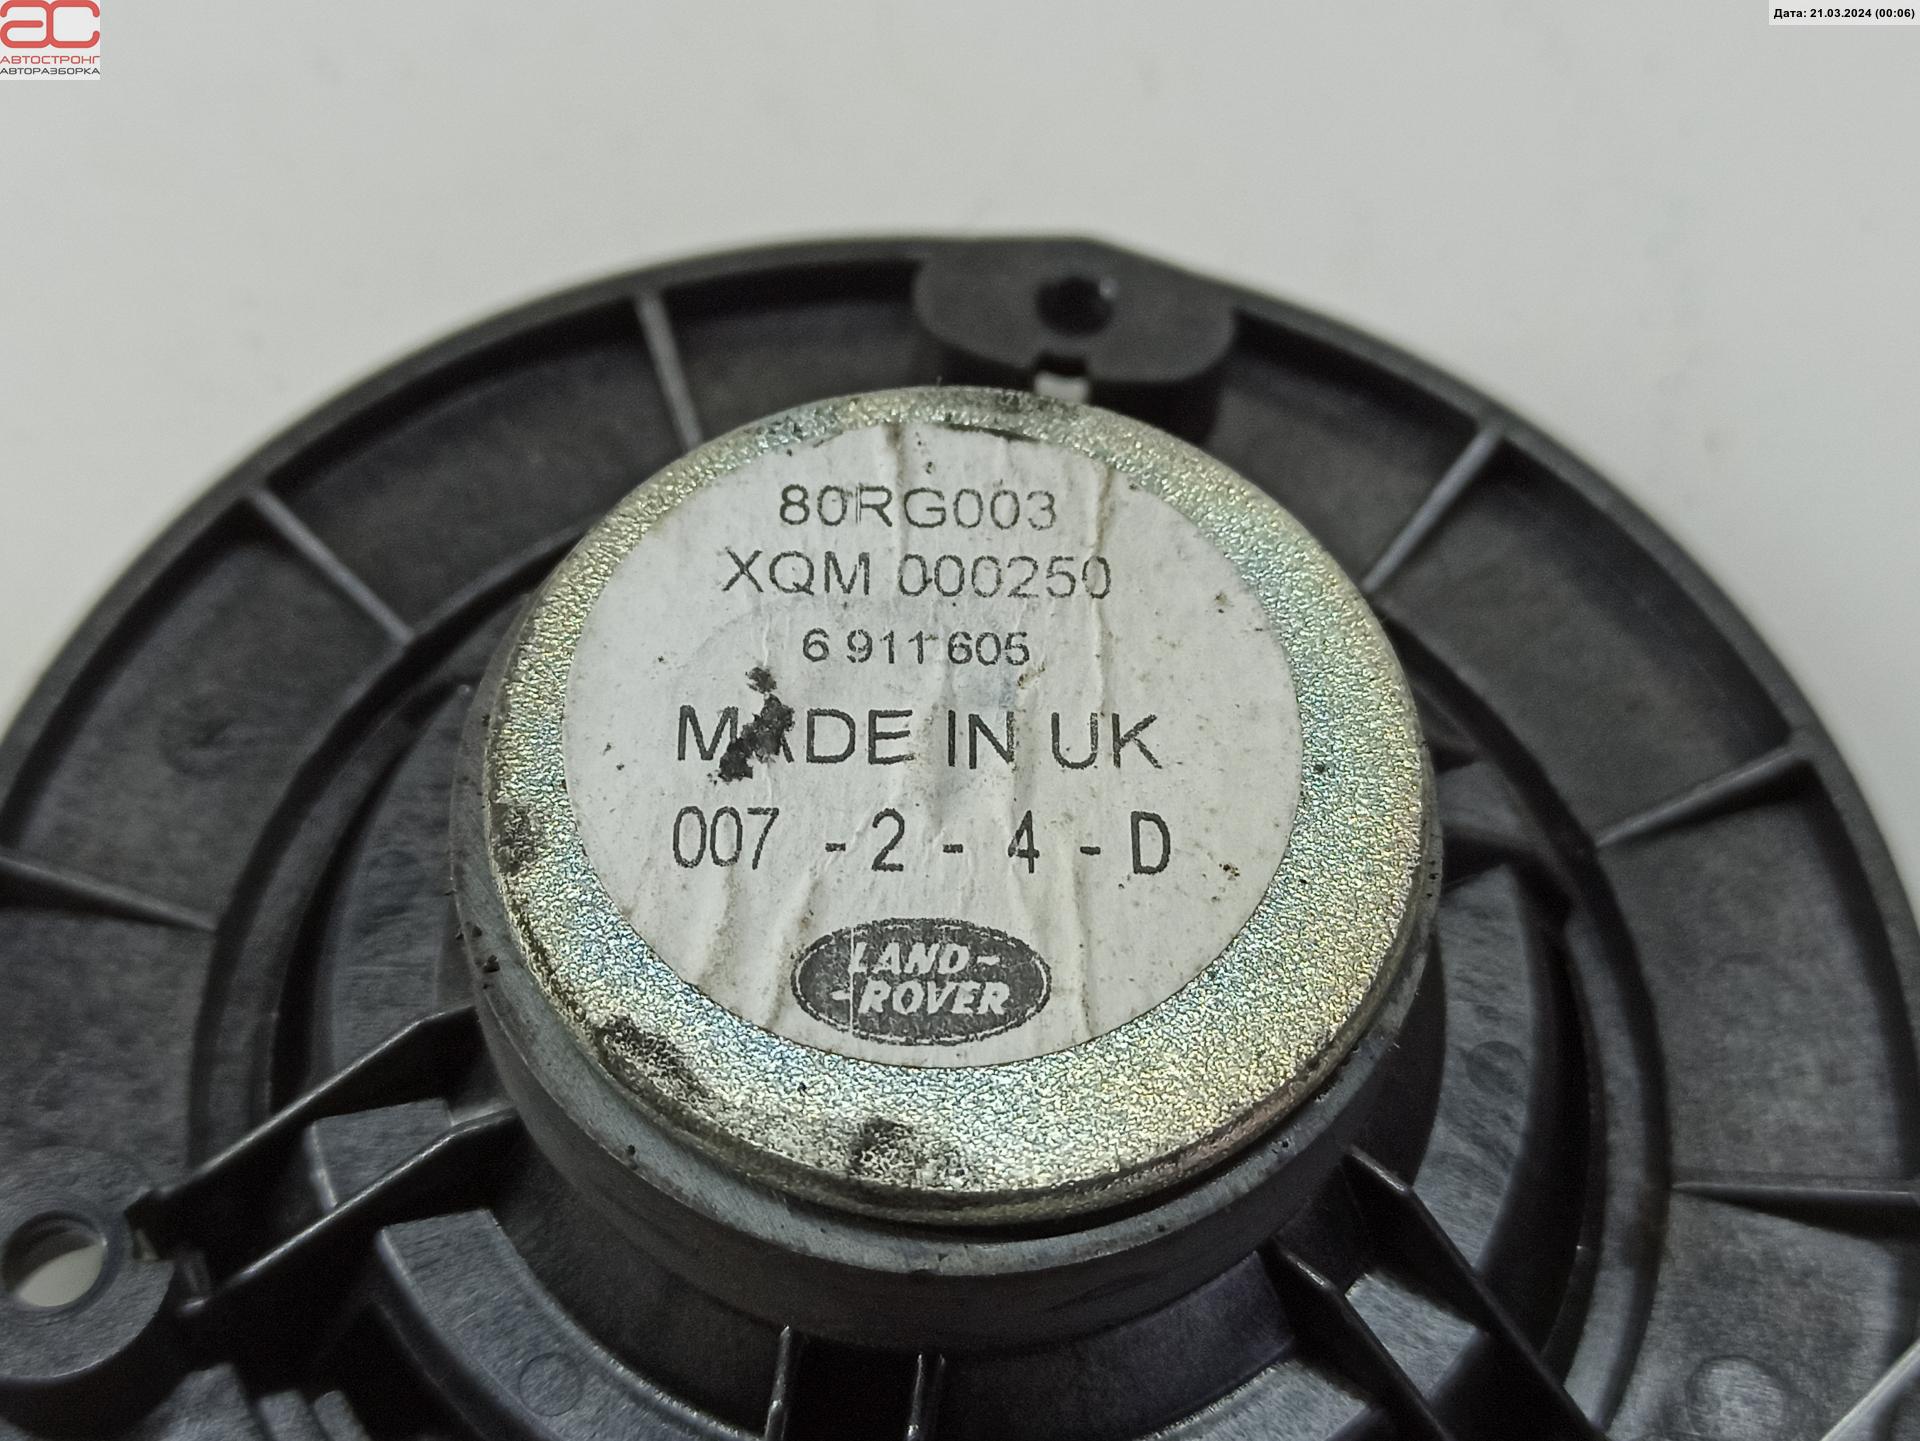 ас
АВТОСТРОНГ
АВТОРАЗБОРКА
Дата: 21.03.2024 (00:06)
80RG003
XQM 000250
6 911 605
MADE IN UK
007 - 2 - 4 - D
LAND-
-ROVER